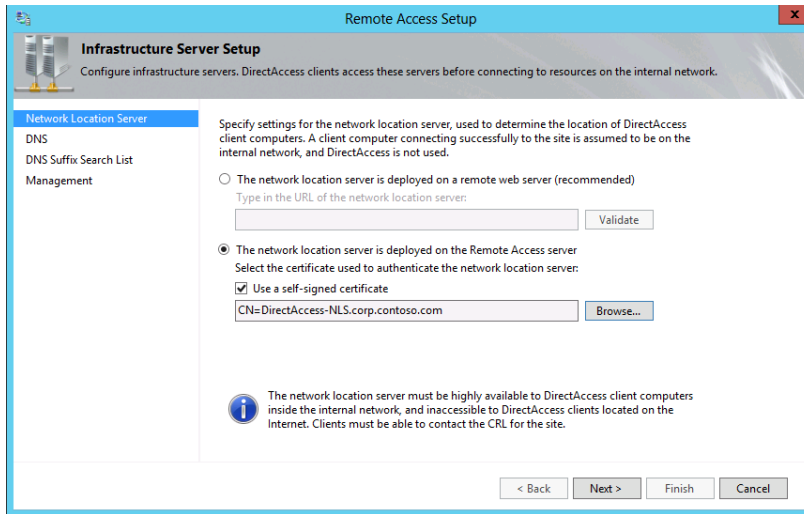 Remote Access Setup
x
Infrastructure Server Setup
Configure infrastructure servers. DirectAccess clients access these servers before connecting to resources on the internal network.
Network Location Server
DNS
DNS Suffix Search List
Management
Specify settings for the network location server, used to determine the location of DirectAccess
client computers. A client computer connecting successfully to the site is assumed to be on the
internal network, and DirectAccess is not used.
The network location server is deployed on a remote web server (recommended)
Type in the URL of the network location server:
Validate
The network location server is deployed on the Remote Access server
Select the certificate used to authenticate the network location server:
Use a self-signed certificate
CN=DirectAccess-NLS.corp.contoso.com
Browse...
The network location server must be highly available to DirectAccess client computers
inside the internal network, and inaccessible to DirectAccess clients located on the
Internet. Clients must be able to contact the CRL for the site.
< Back
Next >
Finish
Cancel